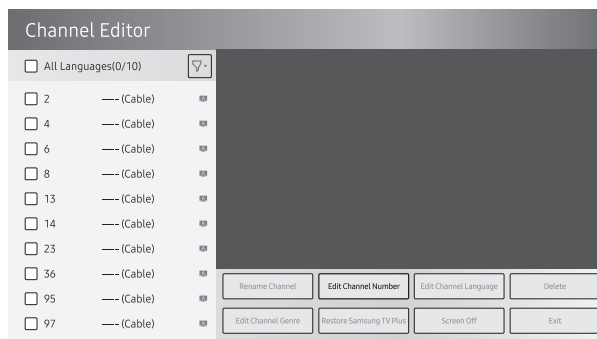 Channel Editor
All Languages(0/10)
2 ---- (Cable)
4 ---- (Cable)
6 ---- (Cable)
8 ---- (Cable)
13 ---- (Cable)
14 ---- (Cable)
23 ---- (Cable)
36 ---- (Cable)
95 ---- (Cable)
97 ---- (Cable)
Rename Channel Edit Channel Number Edit Channel Language Delete
Edit Channel Genre Restore Samsung TV Plus Screen Off Exit